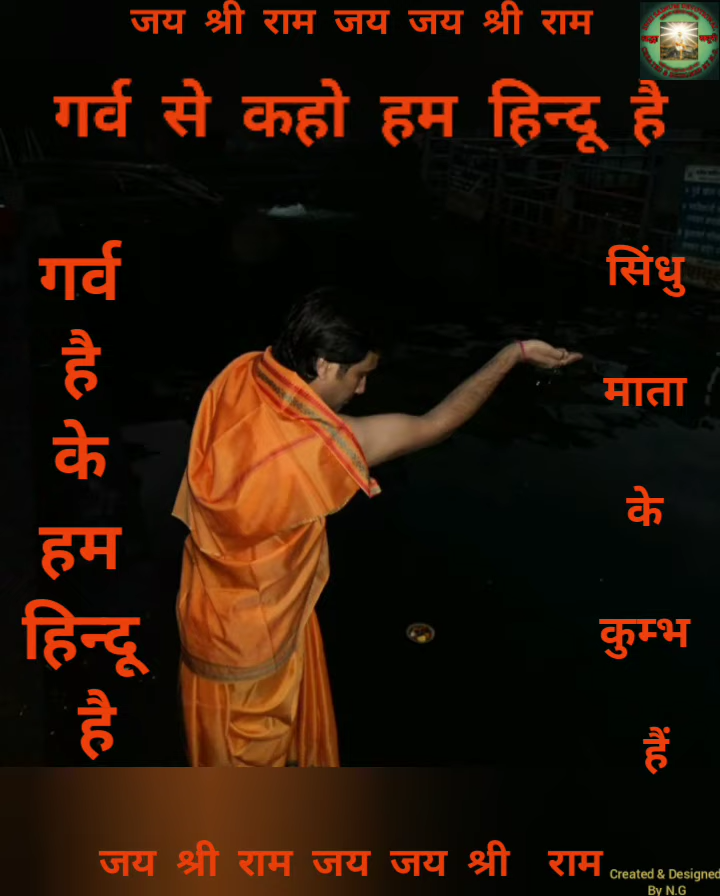 जय श्री राम जय जय श्री राम
गर्व से कहो हम हिन्दू है
गर्व
है
के
हम
हिन्दू
है
सिंधु
माता
के
कुम्भ
हैं
जय श्री राम जय जय श्री राम
Created & Designed
By N.G